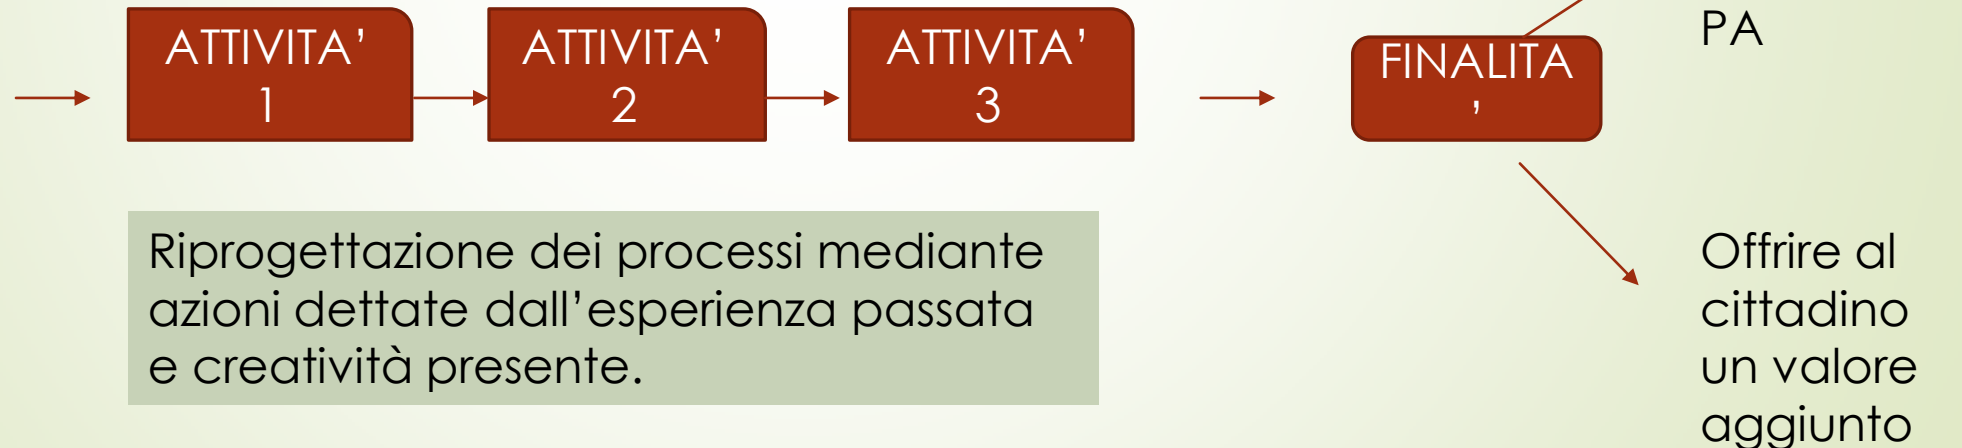 ATTIVITA’
1
ATTIVITA’
2
ATTIVITA’
3
FINALITA
’
PA
Riprogettazione dei processi mediante
azioni dettate dall’esperienza passata
e creatività presente.
Offrire al
cittadino
un valore
aggiunto